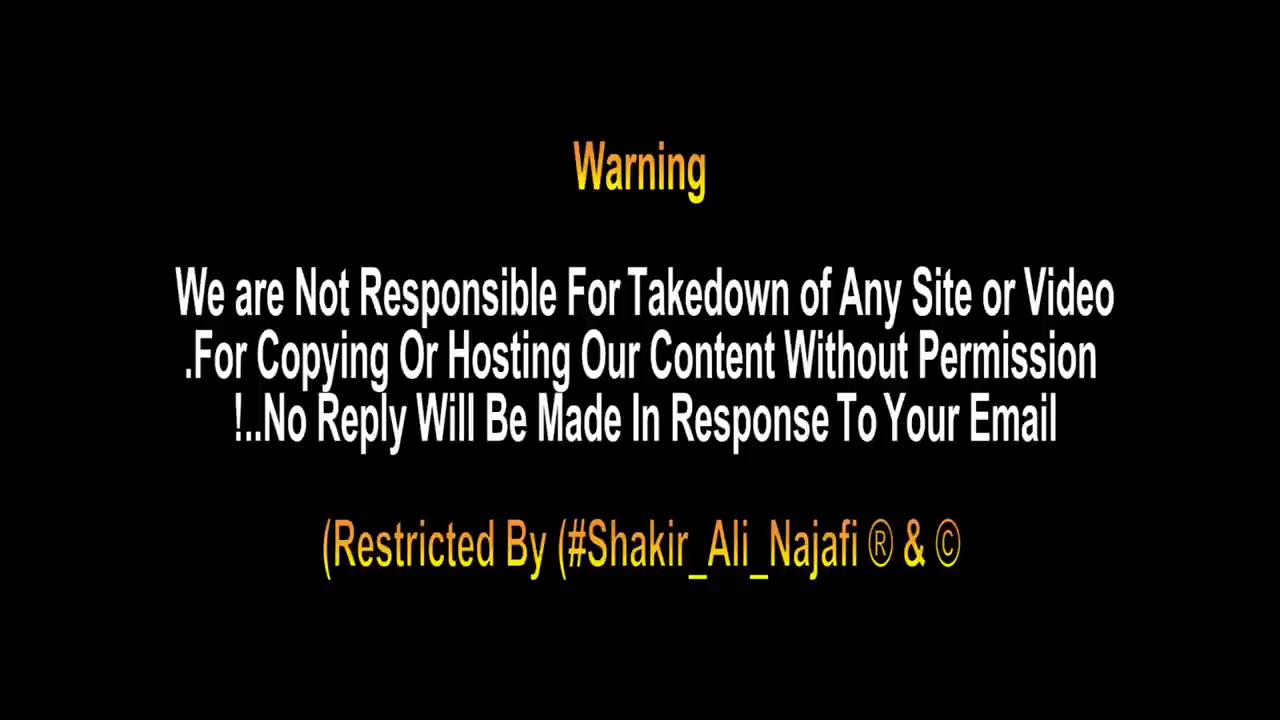 Warning
We are Not Responsible For Takedown of Any Site or Video
.For Copying Or Hosting Our Content Without Permission
!..No Reply Will Be Made In Response To Your Email
(Restricted By (#Shakir_Ali_Najafi ® & ©